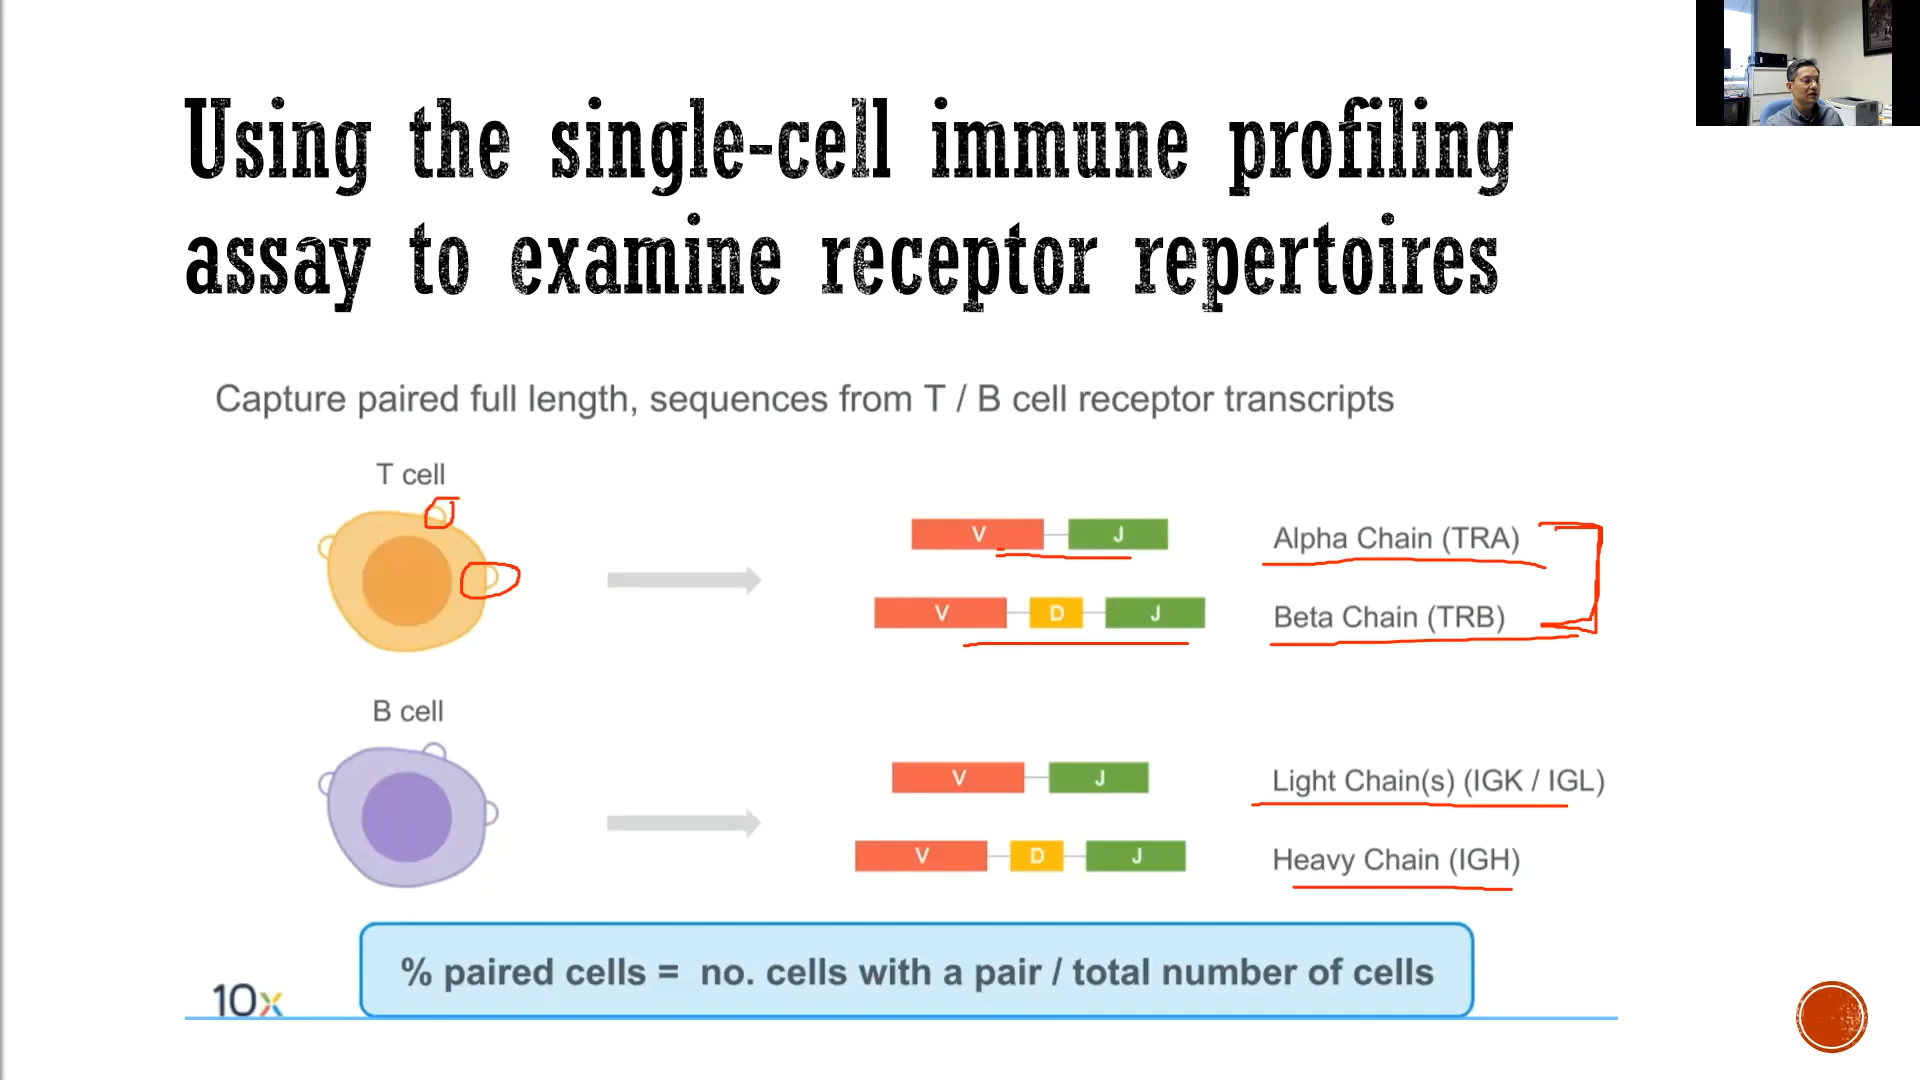 Using the single-cell immune profiling
assay to examine receptor repertoires
Capture paired full length, sequences from T / B cell receptor transcripts
T cell
V J Alpha Chain (TRA)
V D J Beta Chain (TRB)
B cell
V J Light Chain(s) (IGK / IGL)
V D J Heavy Chain (IGH)
% paired cells = no. cells with a pair / total number of cells
10x